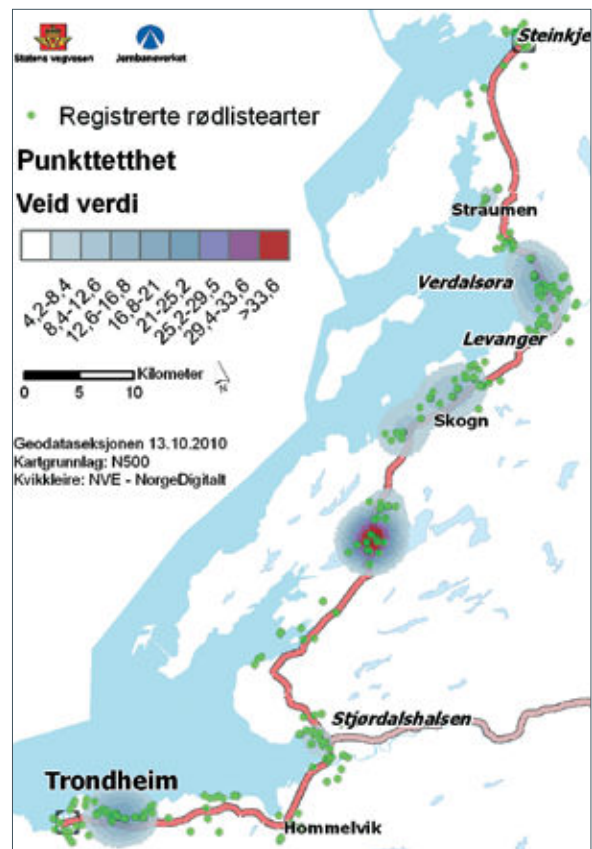 Statens vegvesen
Jernbaneverket
Steinkje
Registrerte rødlistearter
Punkttetthet
Veid verdi
4,2-8,4
8,4-12,6
12,6-16,8
16,8-21
21-25,2
25,2-29,5
29,4-33,6
>33,6
Kilometer
0 5 10
N
Geodataseksjonen 13.10.2010
Kartgrunnlag: N500
Kvikkleire: NVE - NorgeDigitalt
Straumen
Verdalsøra
Levanger
Skogn
Stjørdalshalsen
Trondheim
Hommelvik